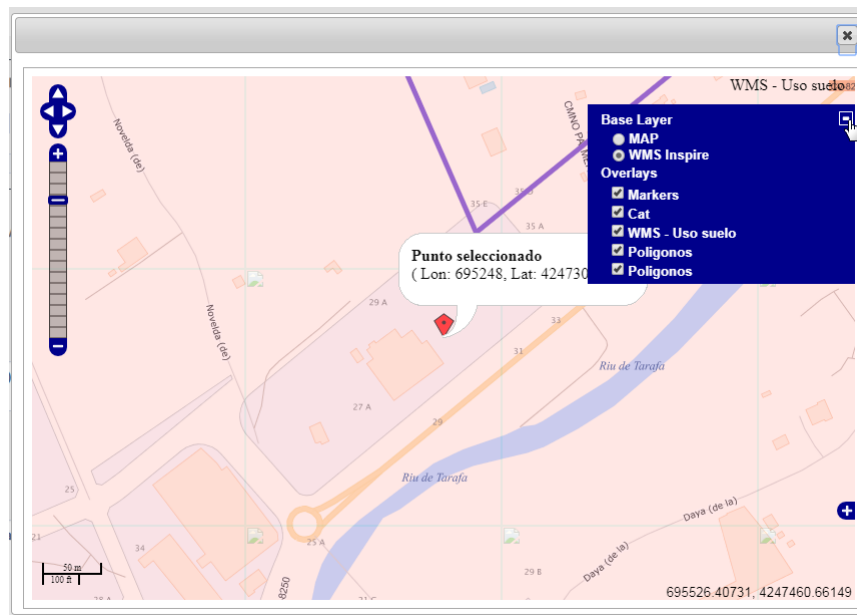 WMS - Uso suelo
Base Layer
MAP
WMS Inspire
Overlays
Markers
Cat
WMS - Uso suelo
Poligonos
Poligonos
Novelda (de)
CMNO PA
35 E
35 A
Punto seleccionado
( Lon: 695248, Lat: 424730
29 A
33
31
Novelda (de)
Riu de Tarafa
27 A
29
Riu de Tarafa
25
Daya (de la)
21
34
25 A
29 B
Daya (de la)
50 m
100 ft
-8250
695526.40731, 4247460.66149